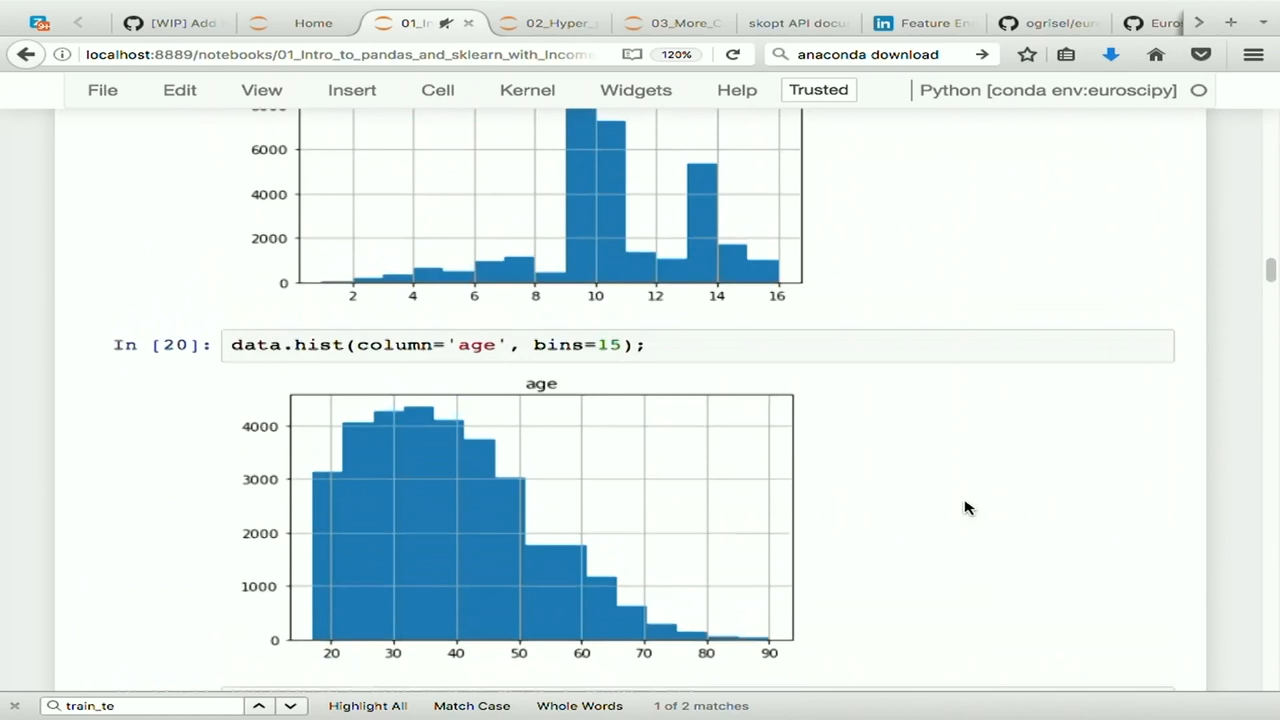 [WIP] Add
Home
01_In
02_Hyper_
03_More_C
skopt API docu
Feature En
ogrisel/euro
Euros
localhost:8889/notebooks/01_Intro_to_pandas_and_sklearn_with_Incom
120%
anaconda download
File Edit View Insert Cell Kernel Widgets Help Trusted Python [conda env:euroscipy]
6000
4000
2000
0
2 4 6 8 10 12 14 16
In [20]: data.hist(column='age', bins=15);
age
4000
3000
2000
1000
0
20 30 40 50 60 70 80 90
train_te Highlight All Match Case Whole Words 1 of 2 matches